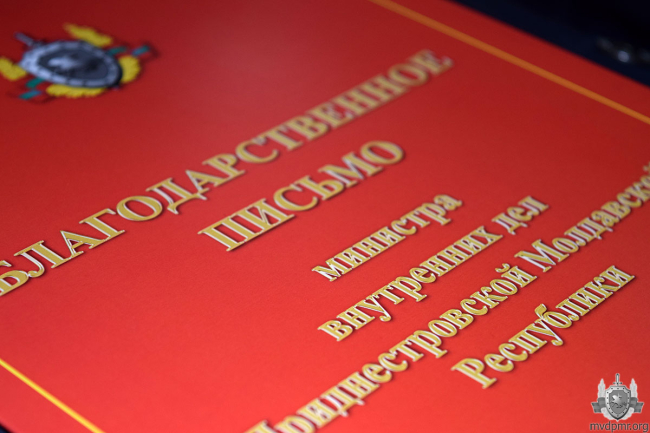 БЛАГОДАРСТВЕННОЕ
ПИСЬМО
министра
внутренних дел
Приднестровской Молдавской
Республики
mvdpmr.org